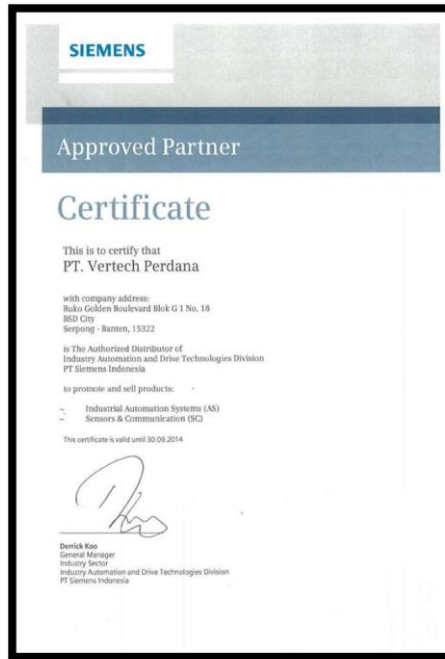 SIEMENS
Approved Partner
Certificate
This is to certify that
PT. Vertech Perdana
with company address:
Ruko Golden Boulevard Blok G 1 No. 18
BSD City
Serpong - Banten, 15322
is The Authorized Distributor of
Industry Automation and Drive Technologies Division
PT Siemens Indonesia
to promote and sell products: -
~ Industrial Automation Systems (AS)
~ Sensors & Communication (SC)
This certificate is valid until 30.09.2014
Derrick Koo
General Manager
Industry Sector
Industry Automation and Drive Technologies Division
PT Siemens Indonesia